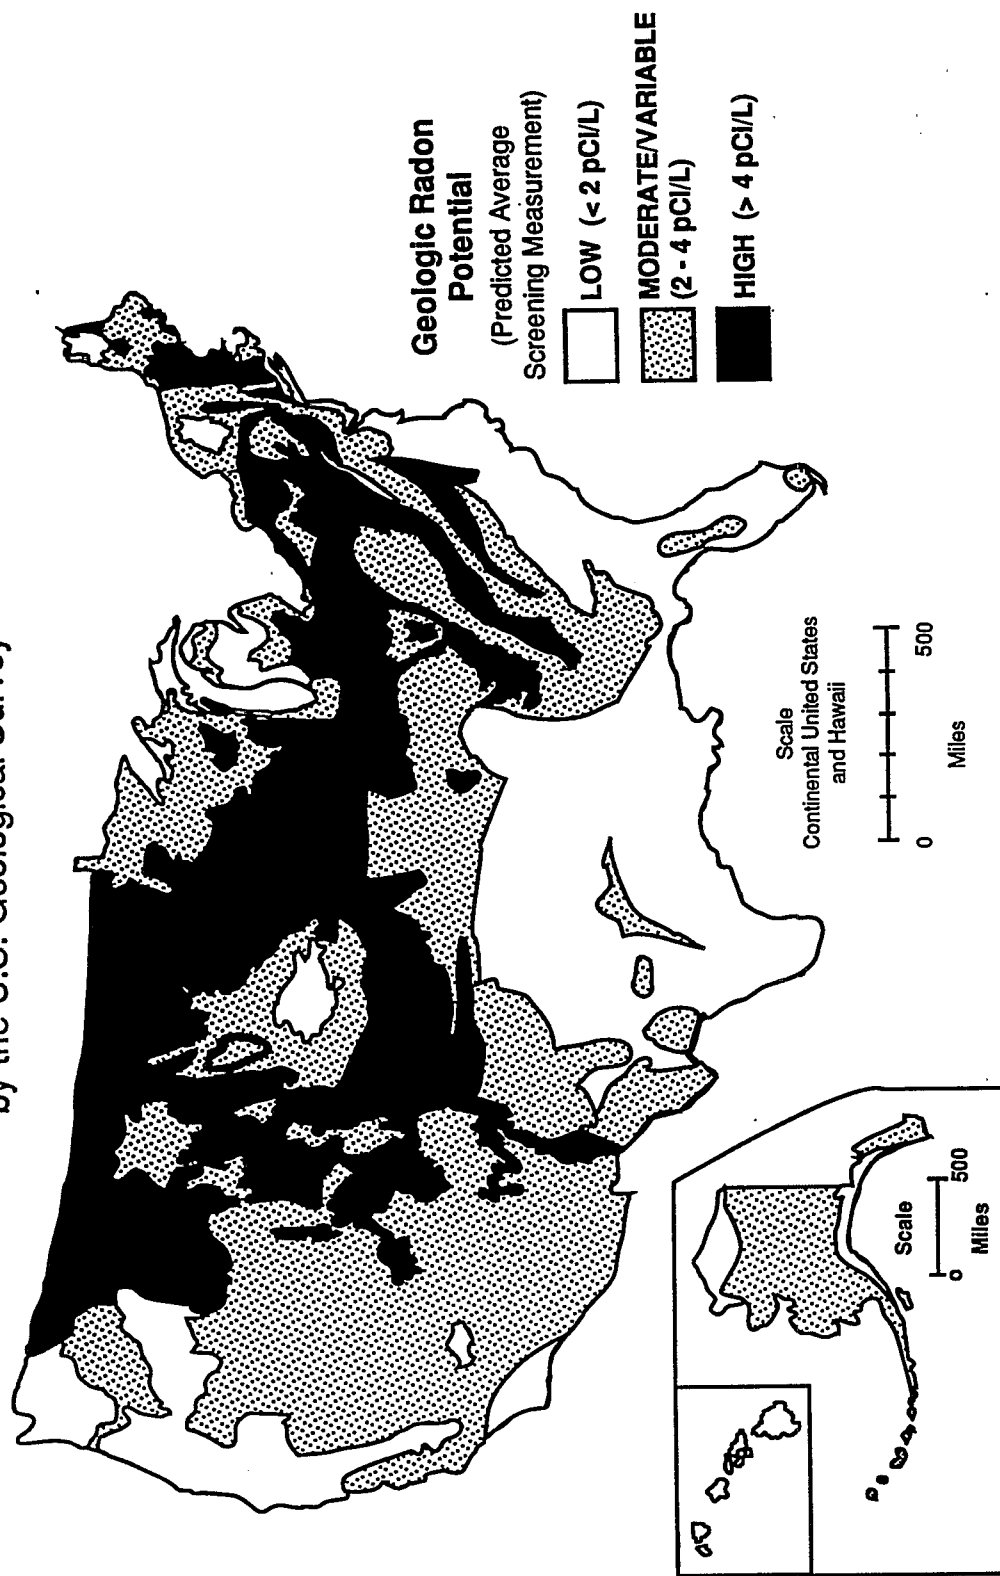 by the U.S. Geological Survey
Geologic Radon
Potential
(Predicted Average
Screening Measurement)
LOW (< 2 pCi/L)
MODERATE/VARIABLE
(2 - 4 pCi/L)
HIGH (> 4 pCi/L)
Scale
Continental United States
and Hawaii
0 500
Miles
Scale
0 500
Miles